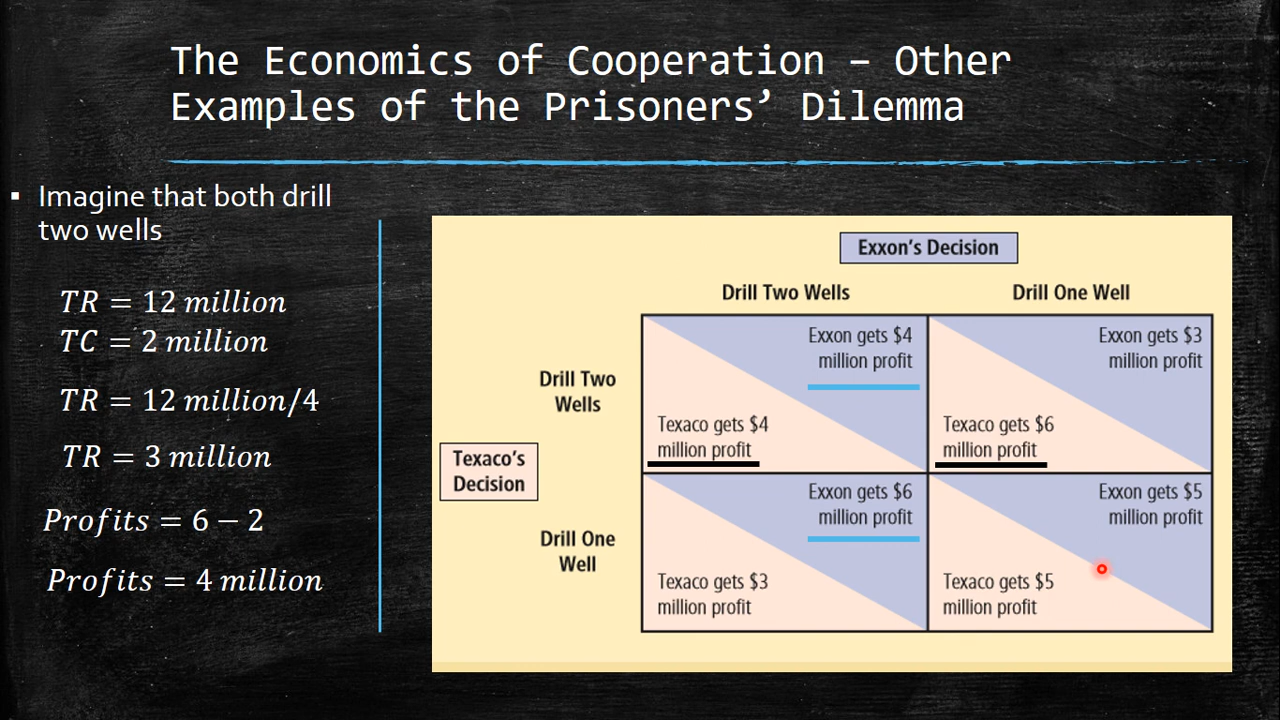 The Economics of Cooperation – Other
Examples of the Prisoners’ Dilemma
▪ Imagine that both drill
two wells
TR = 12 million
TC = 2 million
TR = 12 million/4
TR = 3 million
Profits = 6 − 2
Profits = 4 million
Exxon’s Decision
Drill Two Wells
Drill One Well
Texaco’s
Decision
Drill Two
Wells
Exxon gets $4
million profit
Texaco gets $4
million profit
Exxon gets $3
million profit
Texaco gets $6
million profit
Drill One
Well
Exxon gets $6
million profit
Texaco gets $3
million profit
Exxon gets $5
million profit
Texaco gets $5
million profit